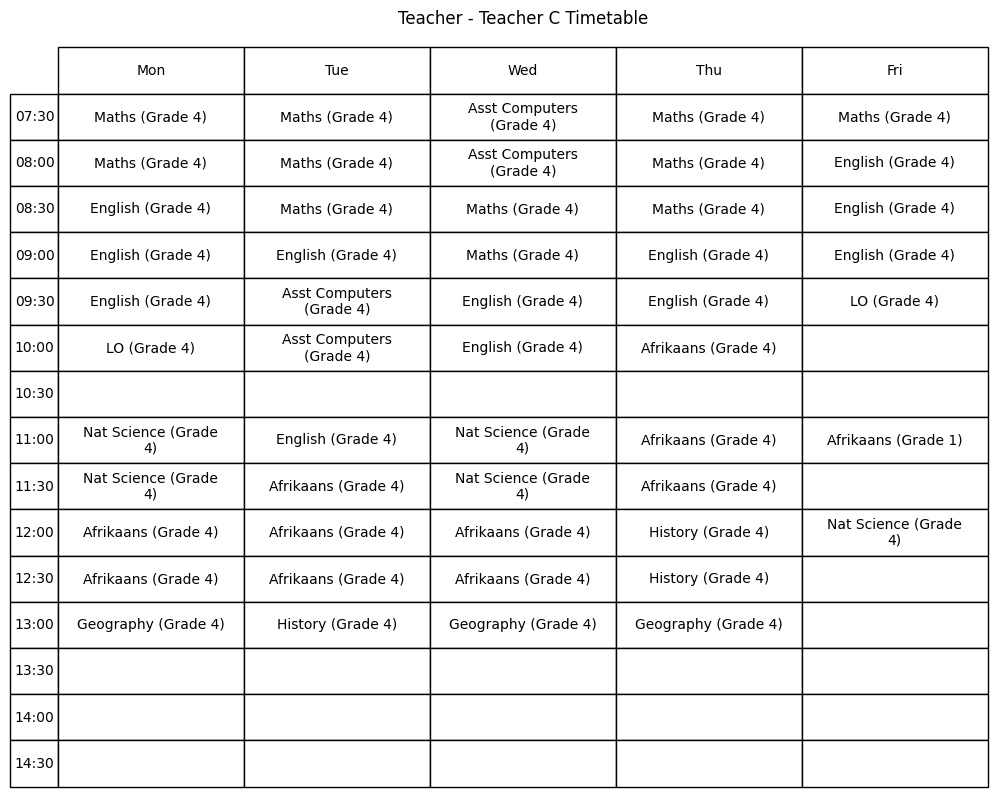 Teacher - Teacher C Timetable
Mon Tue Wed Thu Fri
07:30 Maths (Grade 4) Maths (Grade 4) Asst Computers (Grade 4) Maths (Grade 4) Maths (Grade 4)
08:00 Maths (Grade 4) Maths (Grade 4) Asst Computers (Grade 4) Maths (Grade 4) English (Grade 4)
08:30 English (Grade 4) Maths (Grade 4) Maths (Grade 4) Maths (Grade 4) English (Grade 4)
09:00 English (Grade 4) English (Grade 4) Maths (Grade 4) English (Grade 4) English (Grade 4)
09:30 English (Grade 4) Asst Computers (Grade 4) English (Grade 4) English (Grade 4) LO (Grade 4)
10:00 LO (Grade 4) Asst Computers (Grade 4) English (Grade 4) Afrikaans (Grade 4)
10:30
11:00 Nat Science (Grade 4) English (Grade 4) Nat Science (Grade 4) Afrikaans (Grade 4) Afrikaans (Grade 1)
11:30 Nat Science (Grade 4) Afrikaans (Grade 4) Nat Science (Grade 4) Afrikaans (Grade 4)
12:00 Afrikaans (Grade 4) Afrikaans (Grade 4) Afrikaans (Grade 4) History (Grade 4) Nat Science (Grade 4)
12:30 Afrikaans (Grade 4) Afrikaans (Grade 4) Afrikaans (Grade 4) History (Grade 4)
13:00 Geography (Grade 4) History (Grade 4) Geography (Grade 4) Geography (Grade 4)
13:30
14:00
14:30